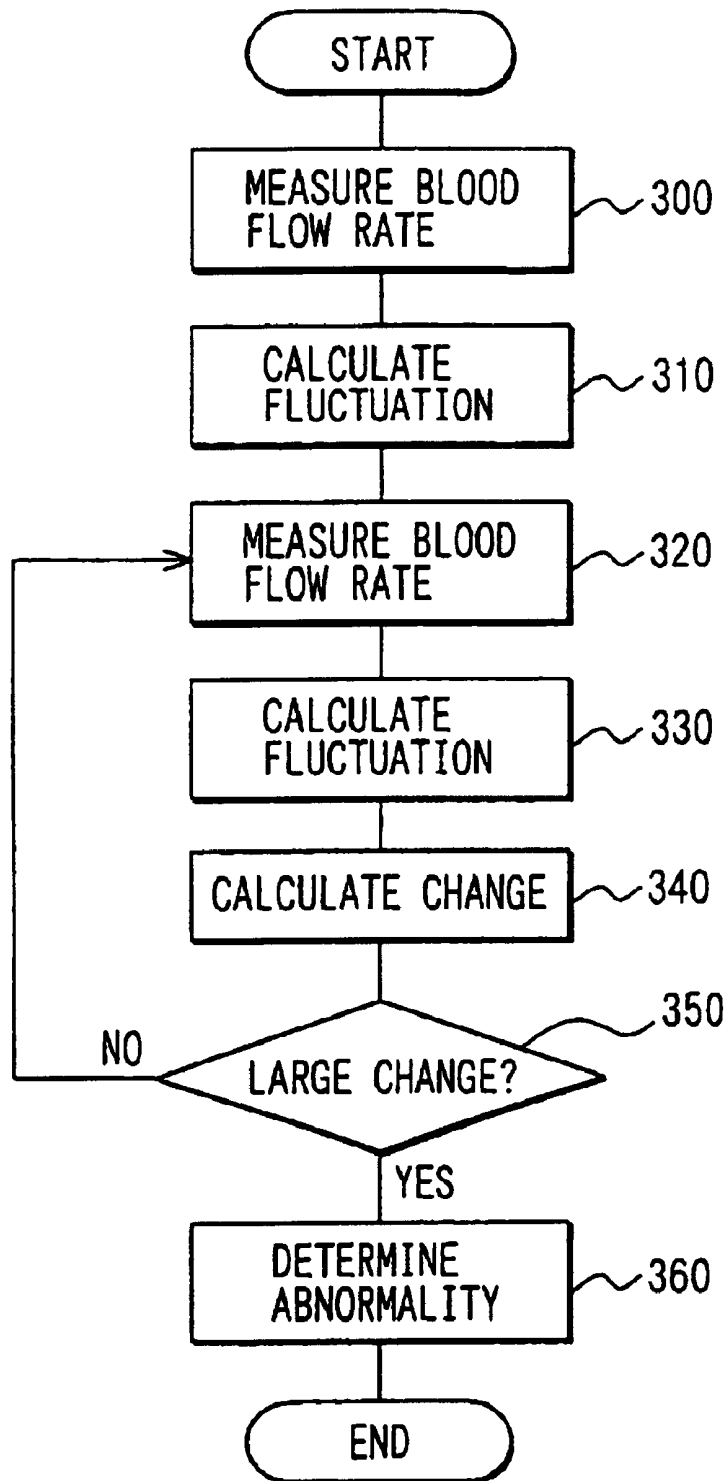 START
MEASURE BLOOD
FLOW RATE
300
CALCULATE
FLUCTUATION
310
MEASURE BLOOD
FLOW RATE
320
CALCULATE
FLUCTUATION
330
CALCULATE CHANGE
340
350
NO
LARGE CHANGE?
YES
DETERMINE
ABNORMALITY
360
END